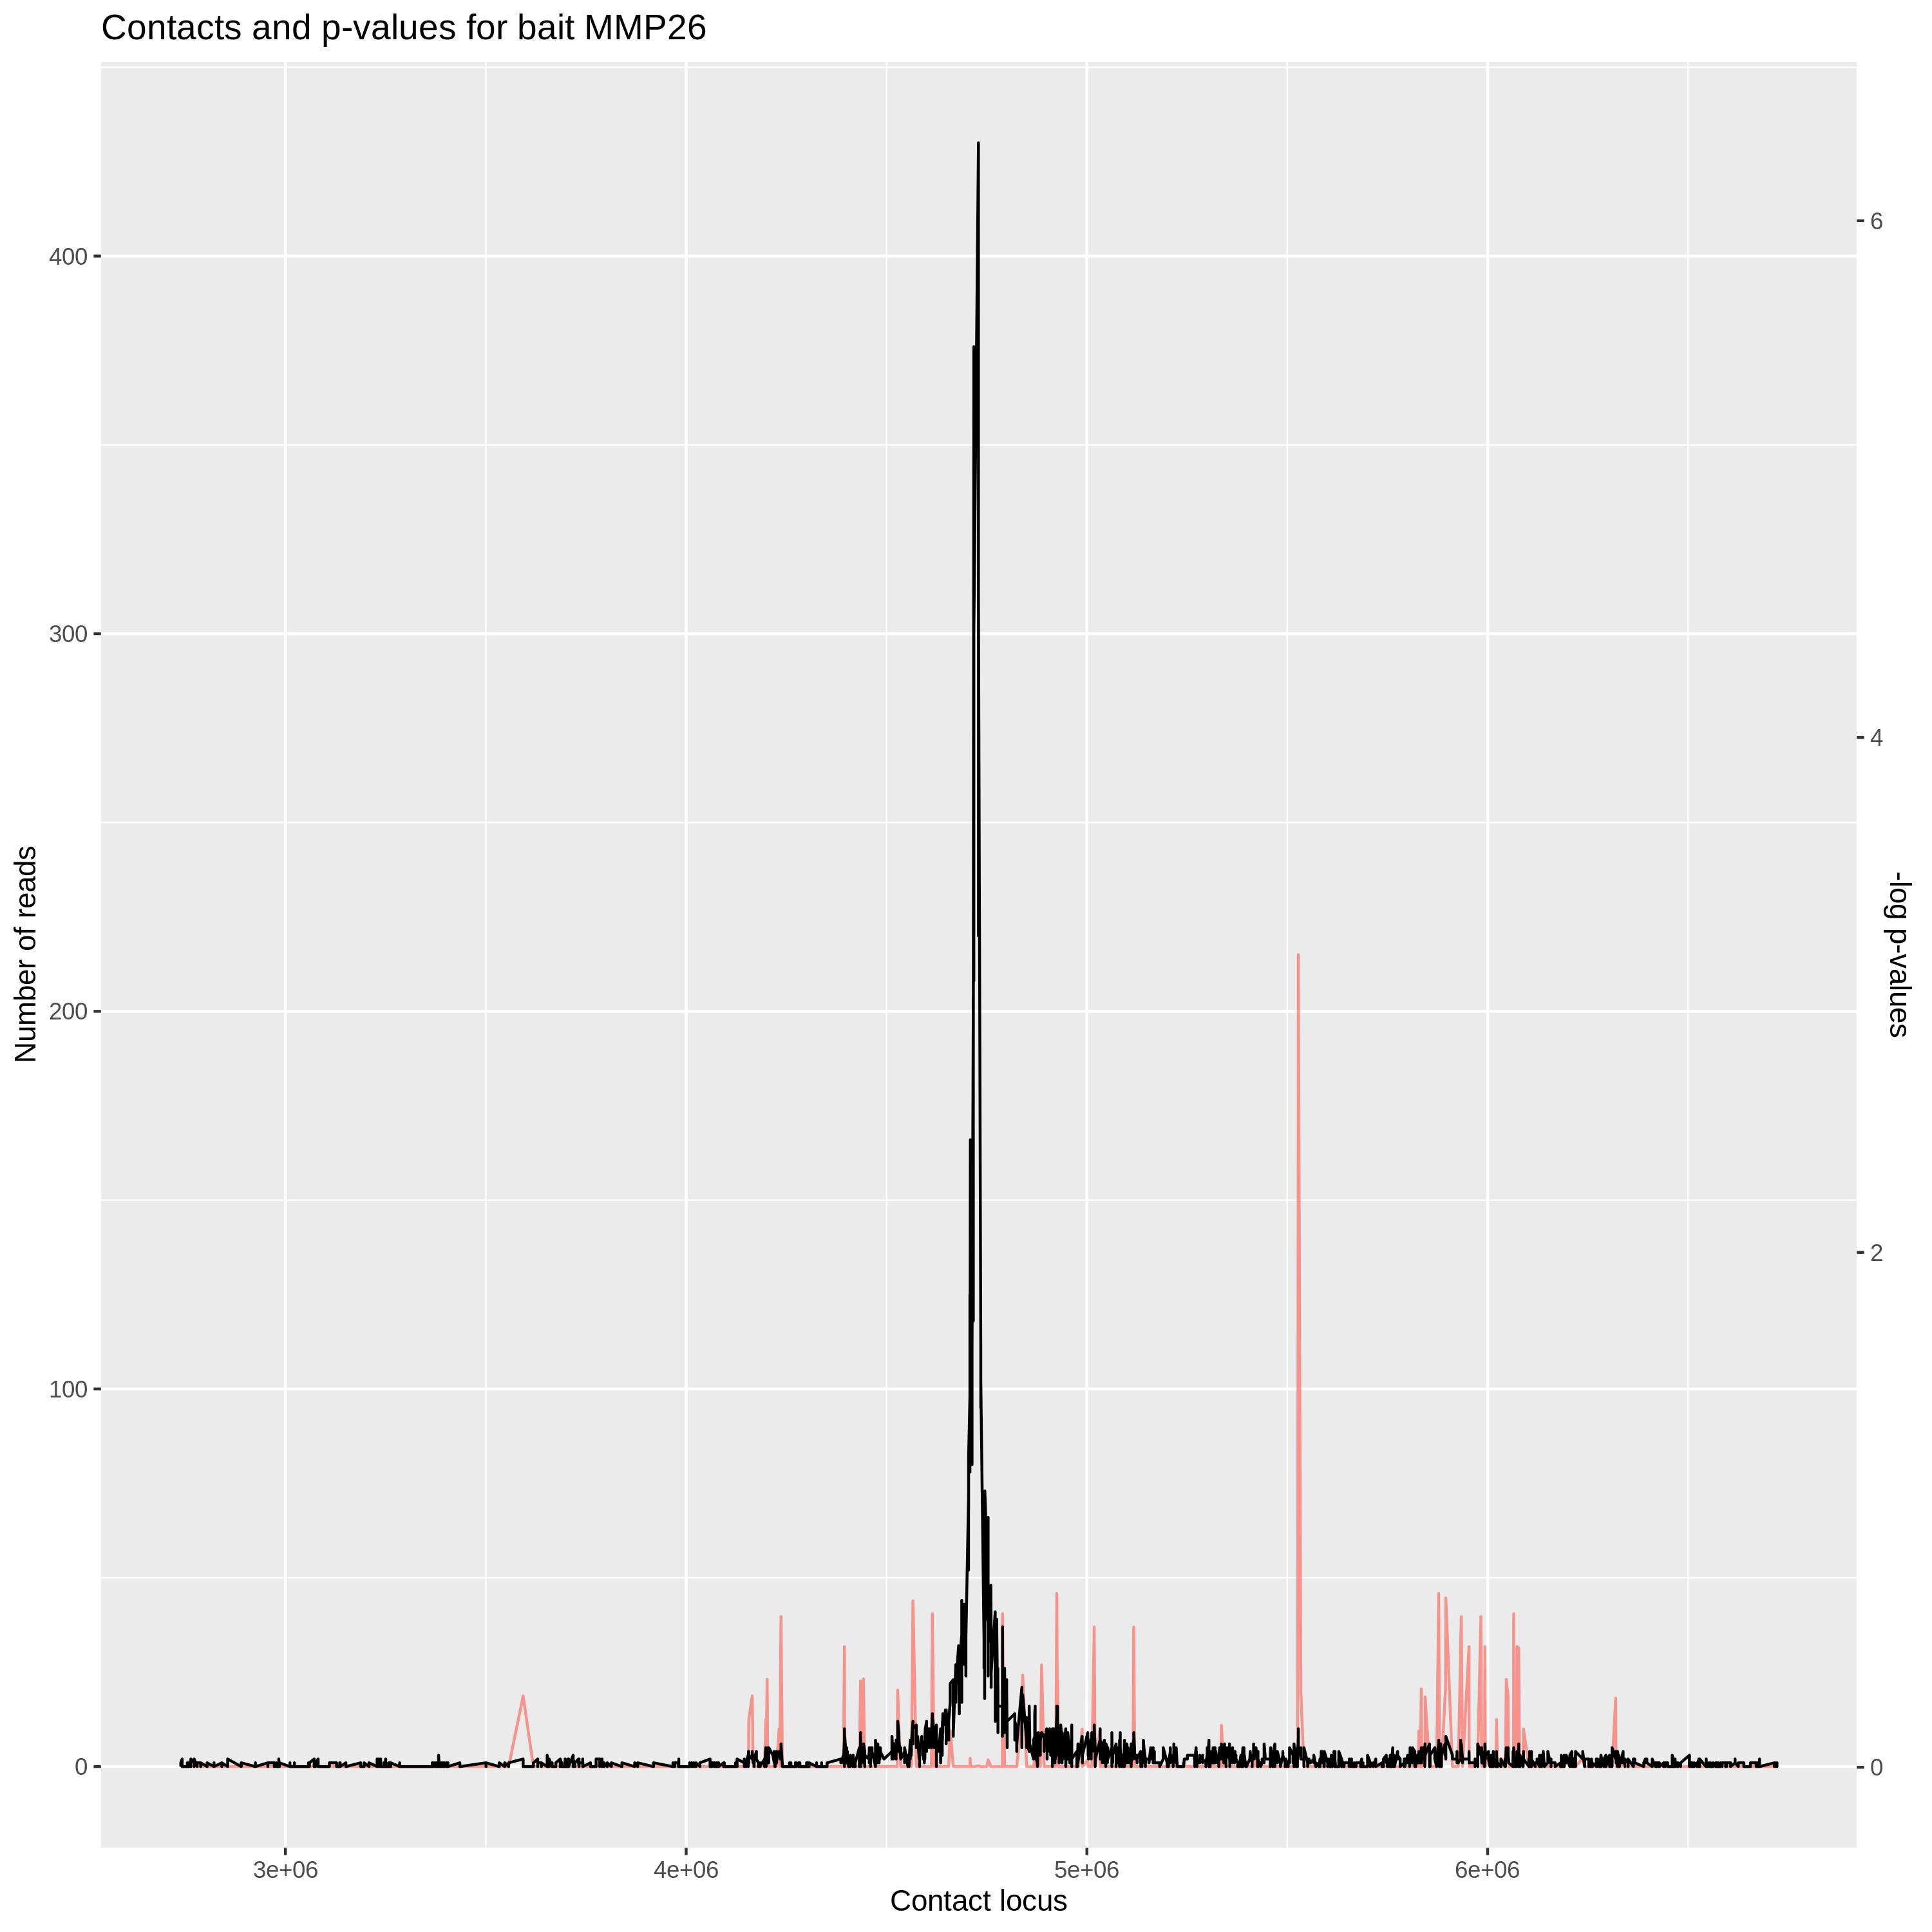 Contacts and p-values for bait MMP26
Number of reads
400
300
200
100
0
6
4
2
0
-log p-values
3e+06
4e+06
5e+06
6e+06
Contact locus